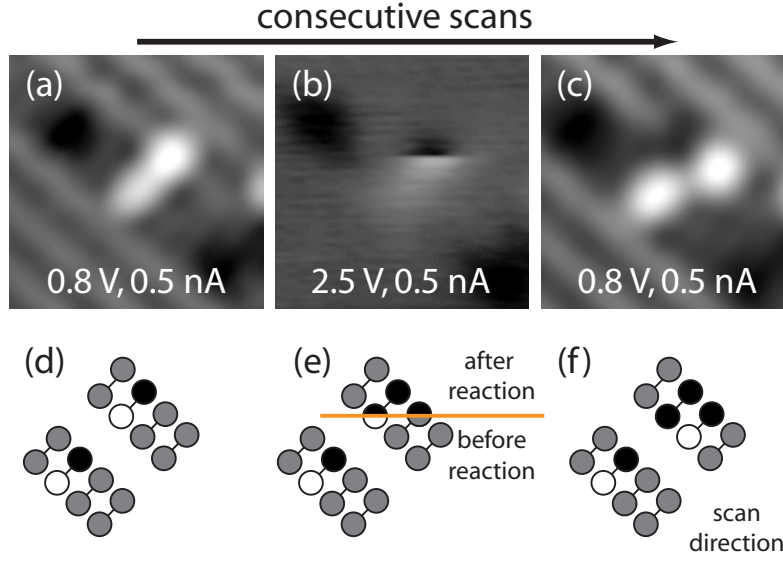 consecutive scans
(a)
(b)
(c)
0.8 V, 0.5 nA
2.5 V, 0.5 nA
0.8 V, 0.5 nA
(d)
(e)
after
reaction
before
reaction
(f)
scan
direction